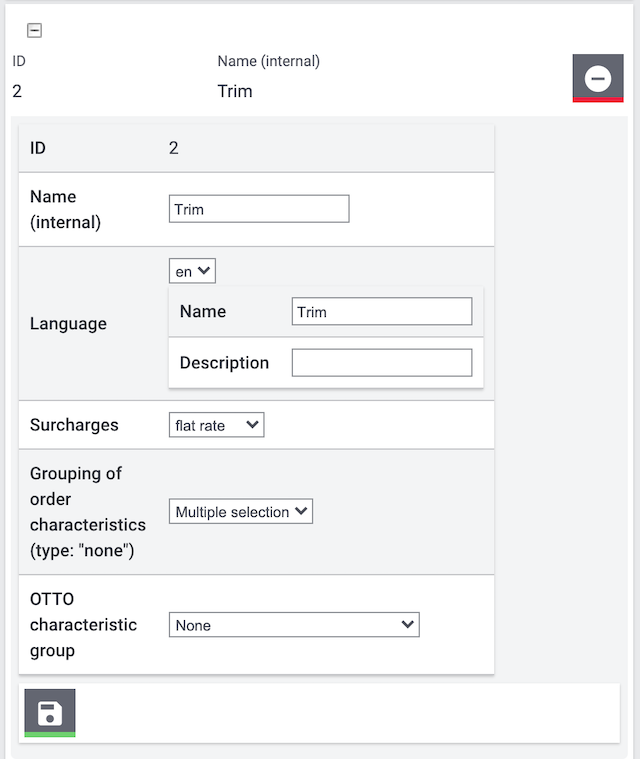 ID
Name (internal)
2
Trim
ID
2
Name
(internal)
Trim
Language
en
Name
Trim
Description
Surcharges
flat rate
Grouping of
order
characteristics
(type: "none")
Multiple selection
OTTO
characteristic
group
None